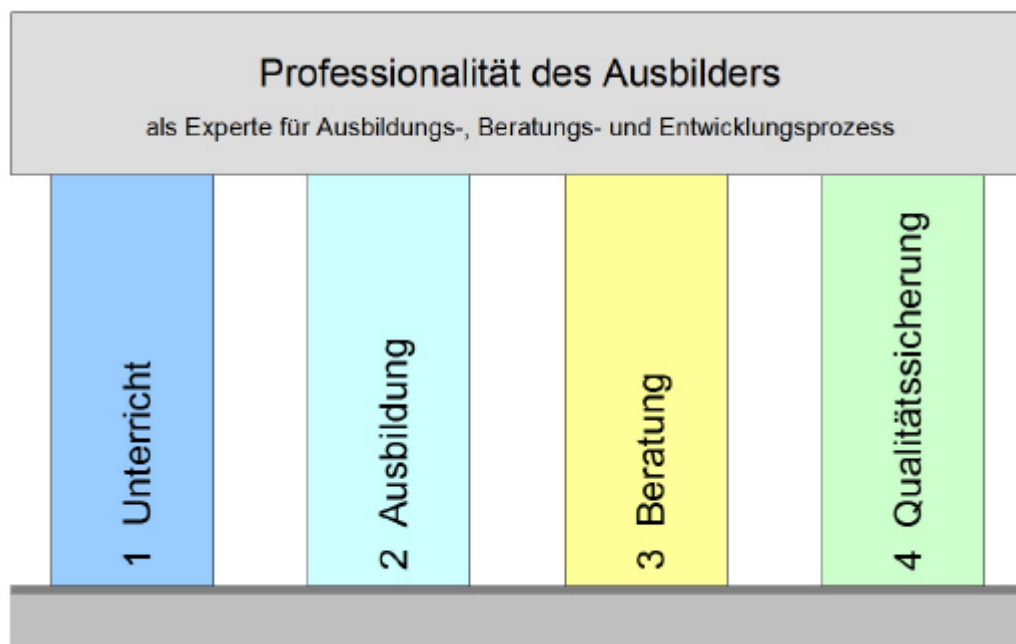 Professionalität des Ausbilders
als Experte für Ausbildungs-, Beratungs- und Entwicklungsprozess
1 Unterricht
2 Ausbildung
3 Beratung
4 Qualitätssicherung